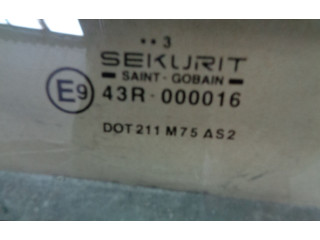 •• 3
SEKURIT
SAINT-GOBAIN
E9 43R-000016
DOT 211 M75 AS2